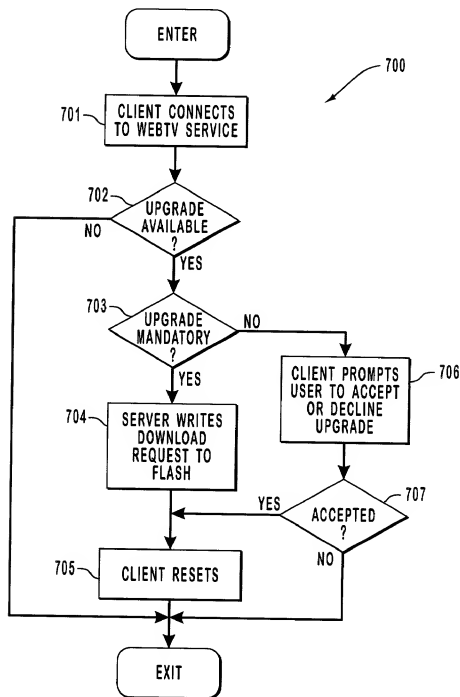 ENTER
700
701
CLIENT CONNECTS
TO WEBTV SERVICE
702
UPGRADE
AVAILABLE
?
NO
YES
703
UPGRADE
MANDATORY
?
NO
YES
706
CLIENT PROMPTS
USER TO ACCEPT
OR DECLINE
UPGRADE
704
SERVER WRITES
DOWNLOAD
REQUEST TO
FLASH
707
ACCEPTED
?
YES
NO
705
CLIENT RESETS
EXIT